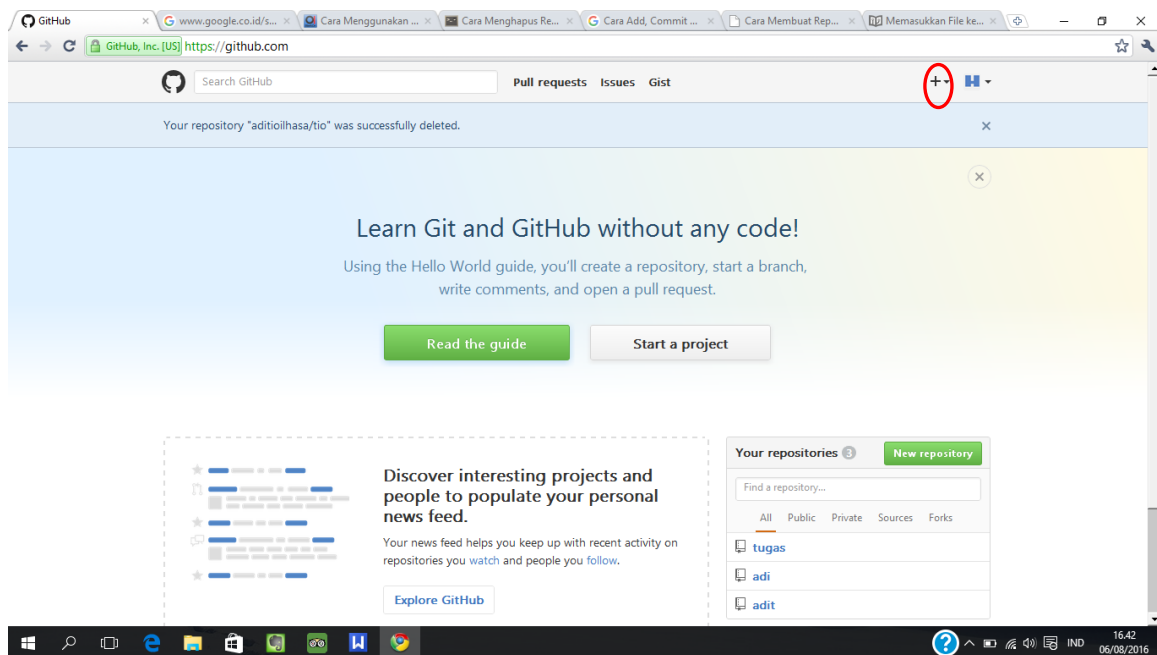 GitHub
www.google.co.id/s...
Cara Menggunakan ...
Cara Menghapus Re...
Cara Add, Commit ...
Cara Membuat Rep...
Memasukkan File ke...
GitHub, Inc. [US] https://github.com
Search GitHub
Pull requests Issues Gist
Your repository "aditioilhasa/tio" was successfully deleted.
Learn Git and GitHub without any code!
Using the Hello World guide, you'll create a repository, start a branch,
write comments, and open a pull request.
Read the guide
Start a project
Discover interesting projects and
people to populate your personal
news feed.
Your news feed helps you keep up with recent activity on
repositories you watch and people you follow.
Explore GitHub
Your repositories 3
New repository
Find a repository...
All Public Private Sources Forks
tugas
adi
adit
IND
16.42
06/08/2016